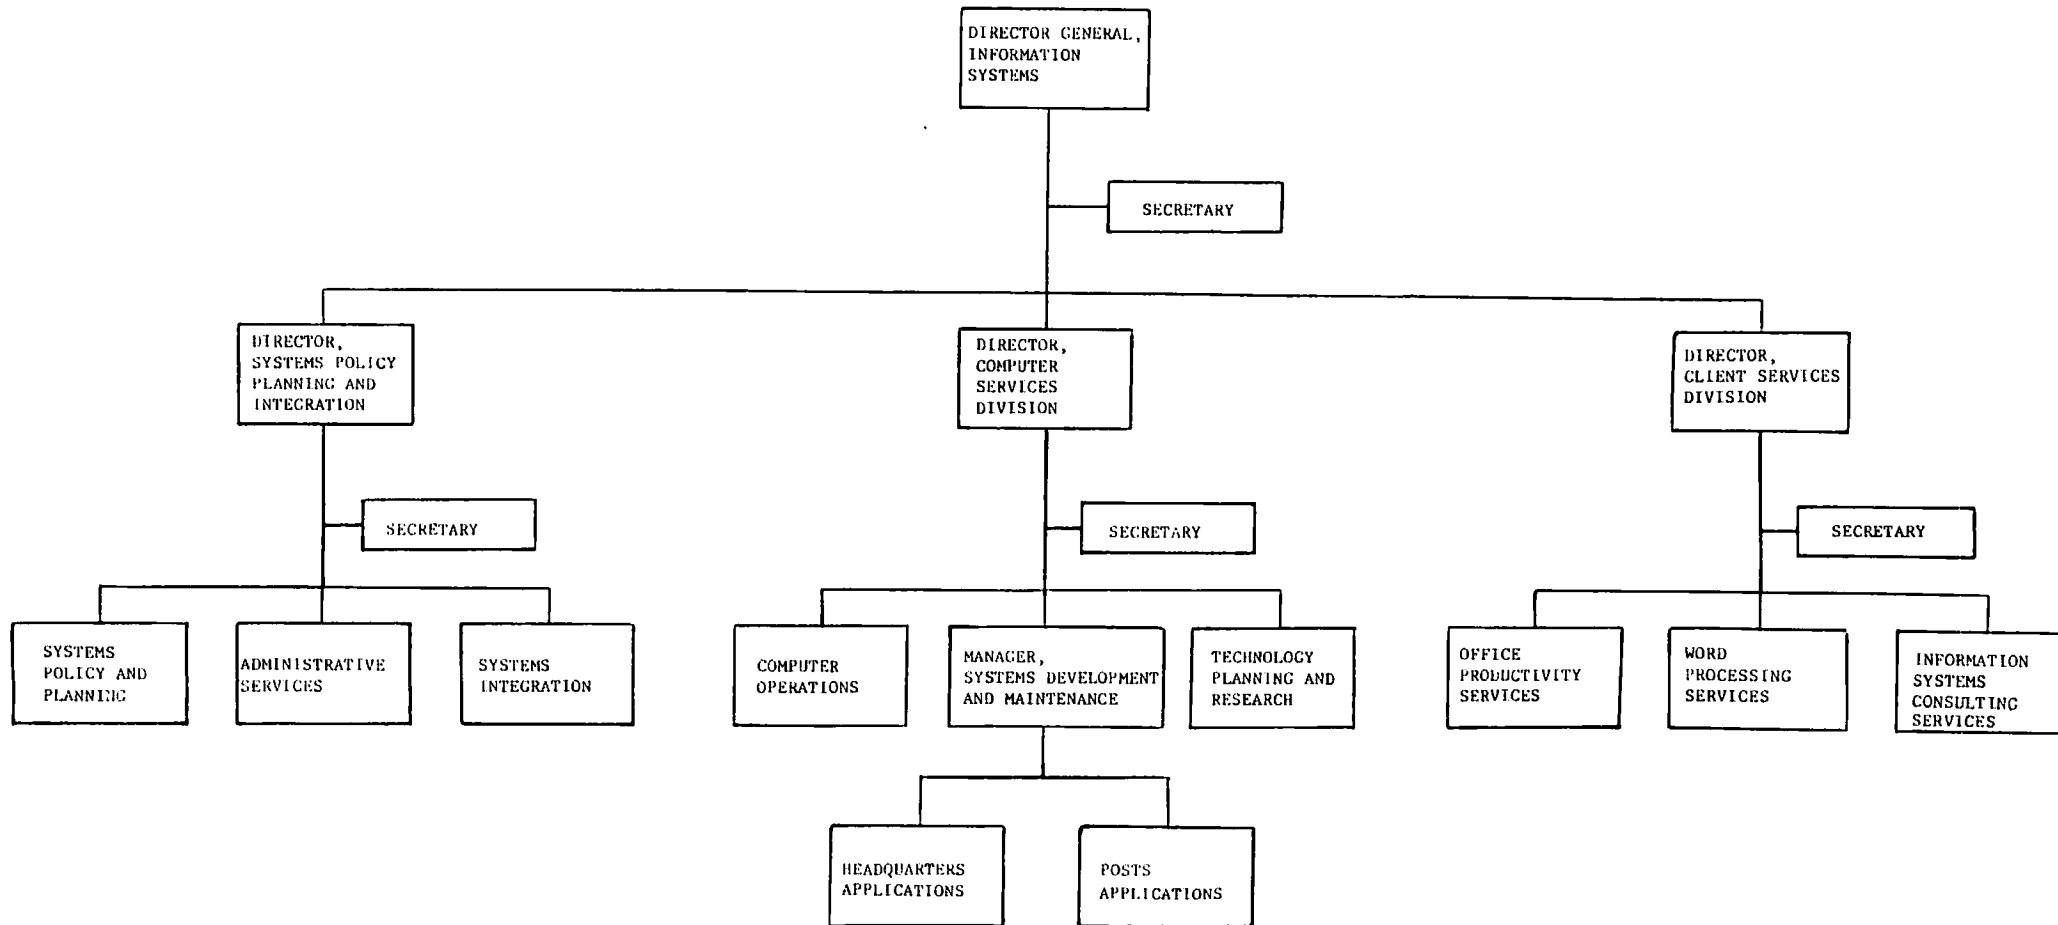 DIRECTOR GENERAL,
INFORMATION
SYSTEMS
SECRETARY
DIRECTOR,
SYSTEMS POLICY
PLANNING AND
INTEGRATION
DIRECTOR,
COMPUTER
SERVICES
DIVISION
DIRECTOR,
CLIENT SERVICES
DIVISION
SECRETARY
SECRETARY
SECRETARY
SYSTEMS
POLICY AND
PLANNING
ADMINISTRATIVE
SERVICES
SYSTEMS
INTEGRATION
COMPUTER
OPERATIONS
MANAGER,
SYSTEMS DEVELOPMENT
AND MAINTENANCE
TECHNOLOGY
PLANNING AND
RESEARCH
OFFICE
PRODUCTIVITY
SERVICES
WORD
PROCESSING
SERVICES
INFORMATION
SYSTEMS
CONSULTING
SERVICES
HEADQUARTERS
APPLICATIONS
POSTS
APPLICATIONS